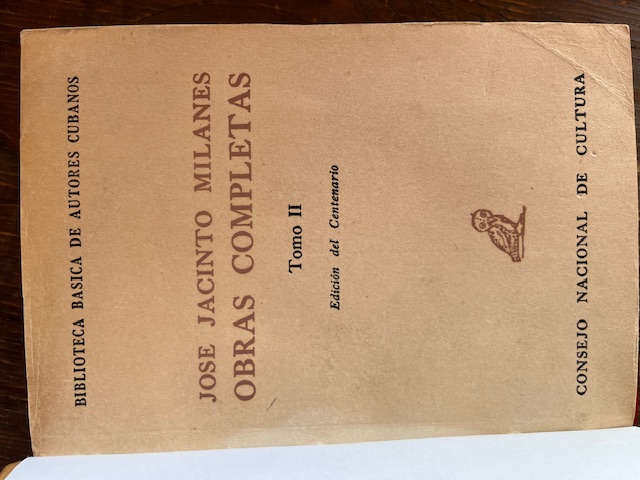 BIBLIOTECA BASICA DE AUTORES CUBANOS
JOSE JACINTO MILANES
OBRAS COMPLETAS
Tomo II
Edición del Centenario
CONSEJO NACIONAL DE CULTURA